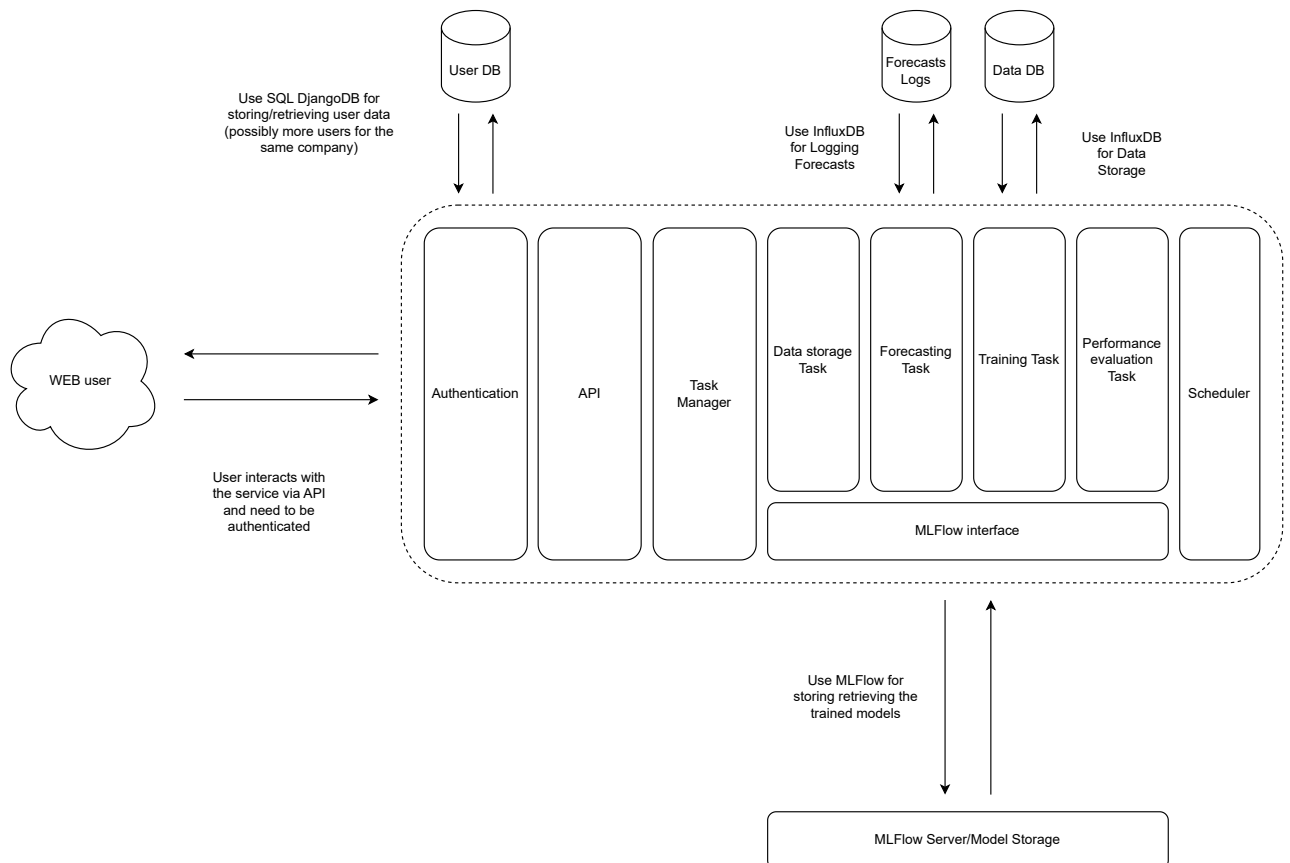 User DB
Forecasts
Logs
Data DB
Use SQL DjangoDB for
storing/retrieving user data
(possibly more users for the
same company)
Use InfluxDB
for Logging
Forecasts
Use InfluxDB
for Data
Storage
WEB user
Authentication
API
Task
Manager
Data storage
Task
Forecasting
Task
Training Task
Performance
evaluation
Task
Scheduler
User interacts with
the service via API
and need to be
authenticated
MLFlow interface
Use MLFlow for
storing retrieving the
trained models
MLFlow Server/Model Storage